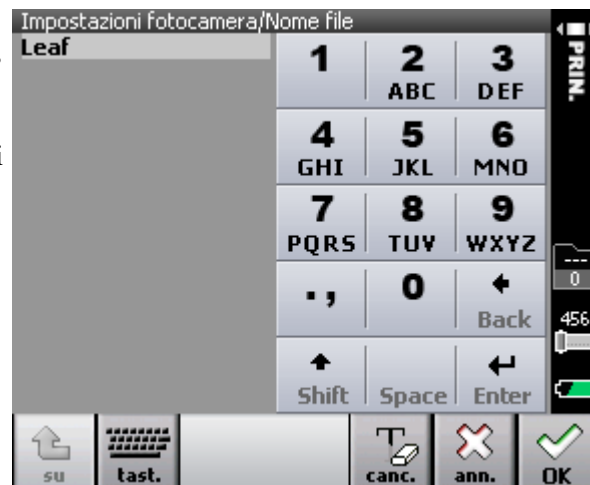 Impostazioni fotocamera/Nome file
Leaf
i
1
2
ABC
3
DEF
4
GHI
5
JKL
6
MNO
7
PQRS
8
TUV
9
WXYZ
.,
0
Back
Shift
Space
Enter
PRIN.
---
0
456
su
tast.
canc.
ann.
OK